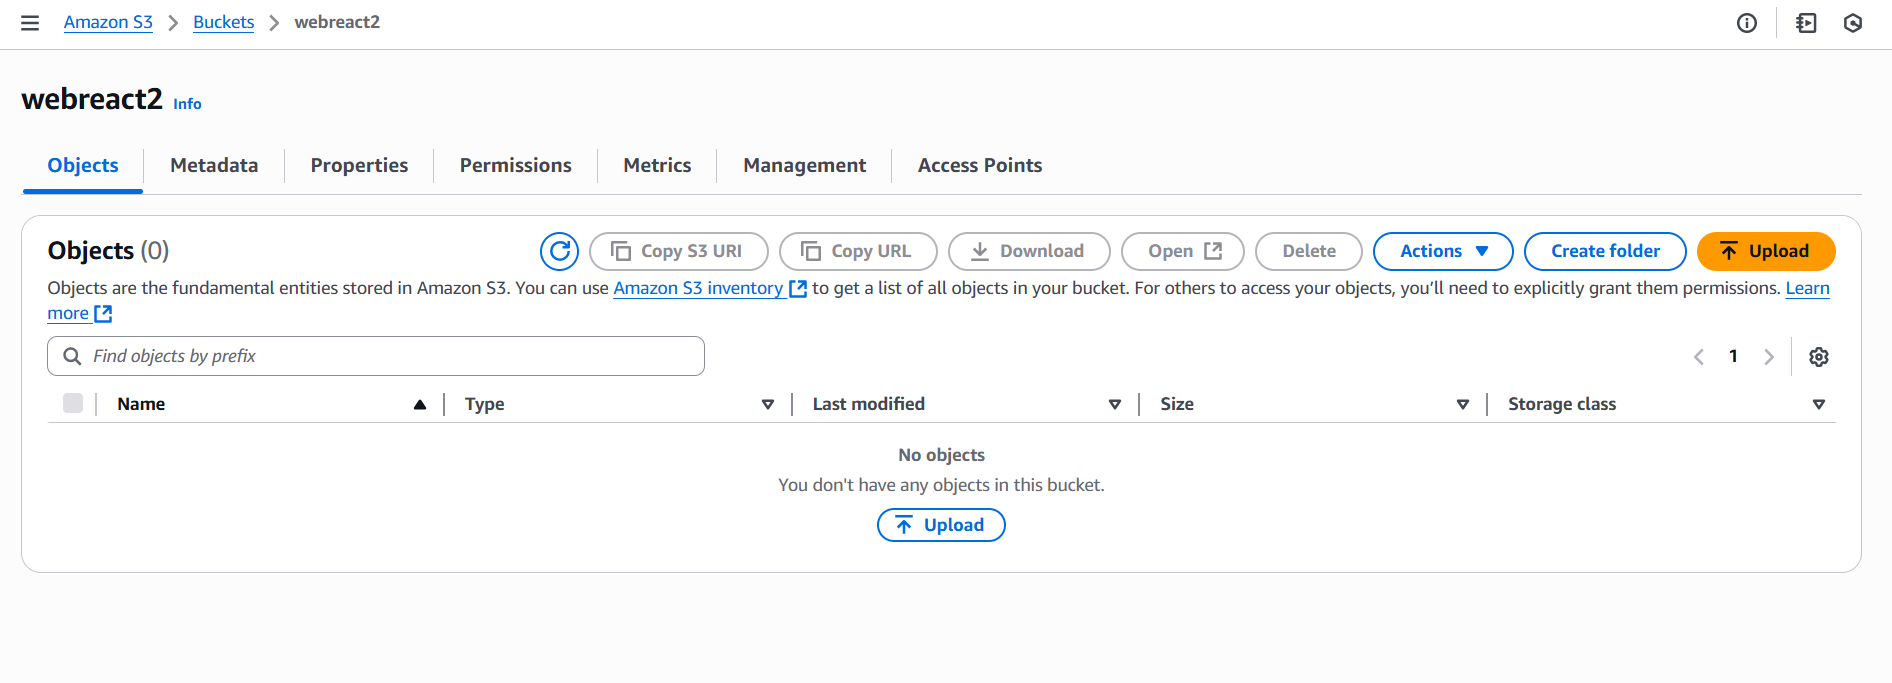 Amazon S3 > Buckets > webreact2
webreact2 Info
Objects Metadata Properties Permissions Metrics Management Access Points
Objects (0) Copy S3 URI Copy URL Download Open Delete Actions Create folder Upload
Objects are the fundamental entities stored in Amazon S3. You can use Amazon S3 inventory to get a list of all objects in your bucket. For others to access your objects, you’ll need to explicitly grant them permissions. Learn
more
Find objects by prefix 1
Name Type Last modified Size Storage class
No objects
You don't have any objects in this bucket.
Upload